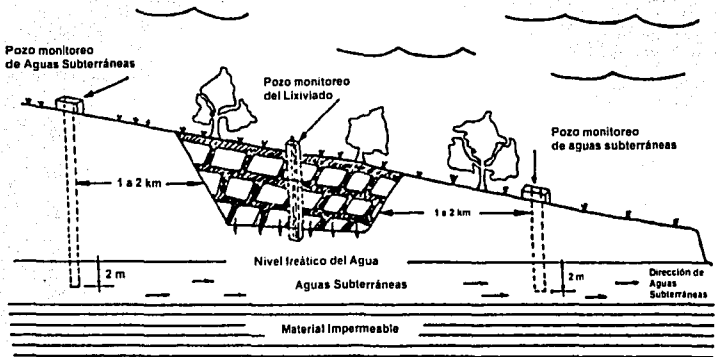 Pozo monitoreo
de Aguas Subterráneas
Pozo monitoreo
del Lixiviado
Pozo monitoreo
de aguas subterráneas
1 a 2 km
1 a 2 km
Nivel freático del Agua
2 m
Aguas Subterráneas
2 m
Dirección de
Aguas
Subterráneas
Material Impermeable